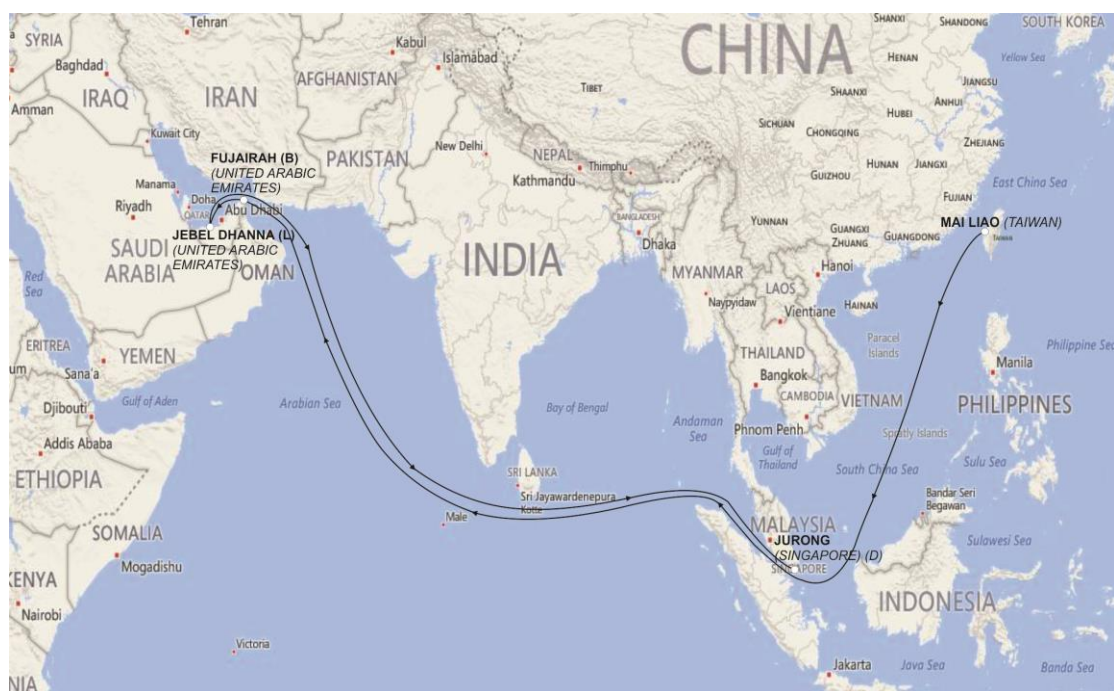 Tehran
SYRIA
Baghdad
IRAQ
Amman
IRAN
Kabul
Islamabad
AFGHANISTAN
PAKISTAN
Kuwait City
FUJAIRAH (B)
(UNITED ARABIC
EMIRATES)
Manama
Doha
QATAR
Abu Dhabi
Riyadh
JEBEL DHANNA (L)
(UNITED ARABIC
EMIRATES)
SAUDI
ARABIA
OMAN
Red
Sea
ERITREA
YEMEN
Sana'a
Gulf of Aden
Djibouti
Addis Ababa
ETHIOPIA
SOMALIA
Mogadishu
KENYA
Nairobi
Victoria
Arabian Sea
New Delhi
NEPAL
Kathmandu
Thimphu
INDIA
BANGLADESH
Dhaka
Bay of Bengal
SRI LANKA
Sri Jayawardenepura
Kotte
Male
CHINA
TIBET
SHANXI
SHANDONG
SOUTH KOREA
HENAN
Yellow Sea
JIANGSU
SHAANXI
HUBEI
ANHUI
SICHUAN
CHONGQING
ZHEJIANG
HUNAN
JIANGXI
GUIZHOU
FUJIAN
East China Sea
YUNNAN
GUANGXI
ZHUANG
GUANGDONG
MAI LIAO (TAIWAN)
TAIWAN
MYANMAR
Naypyidaw
LAOS
Hanoi
Vientiane
HAINAN
THAILAND
Bangkok
CAMBODIA
Phnom Penh
VIETNAM
Paracel
Islands
Andaman
Sea
Gulf of
Thailand
Spratly Islands
South China Sea
Manila
Philippine Sea
PHILIPPINES
Sulu Sea
Bandar Seri
Begawan
MALAYSIA
JURONG
(SINGAPORE) (D)
SINGAPORE
Sulawesi Sea
INDONESIA
Jakarta
Java Sea
Banda Sea